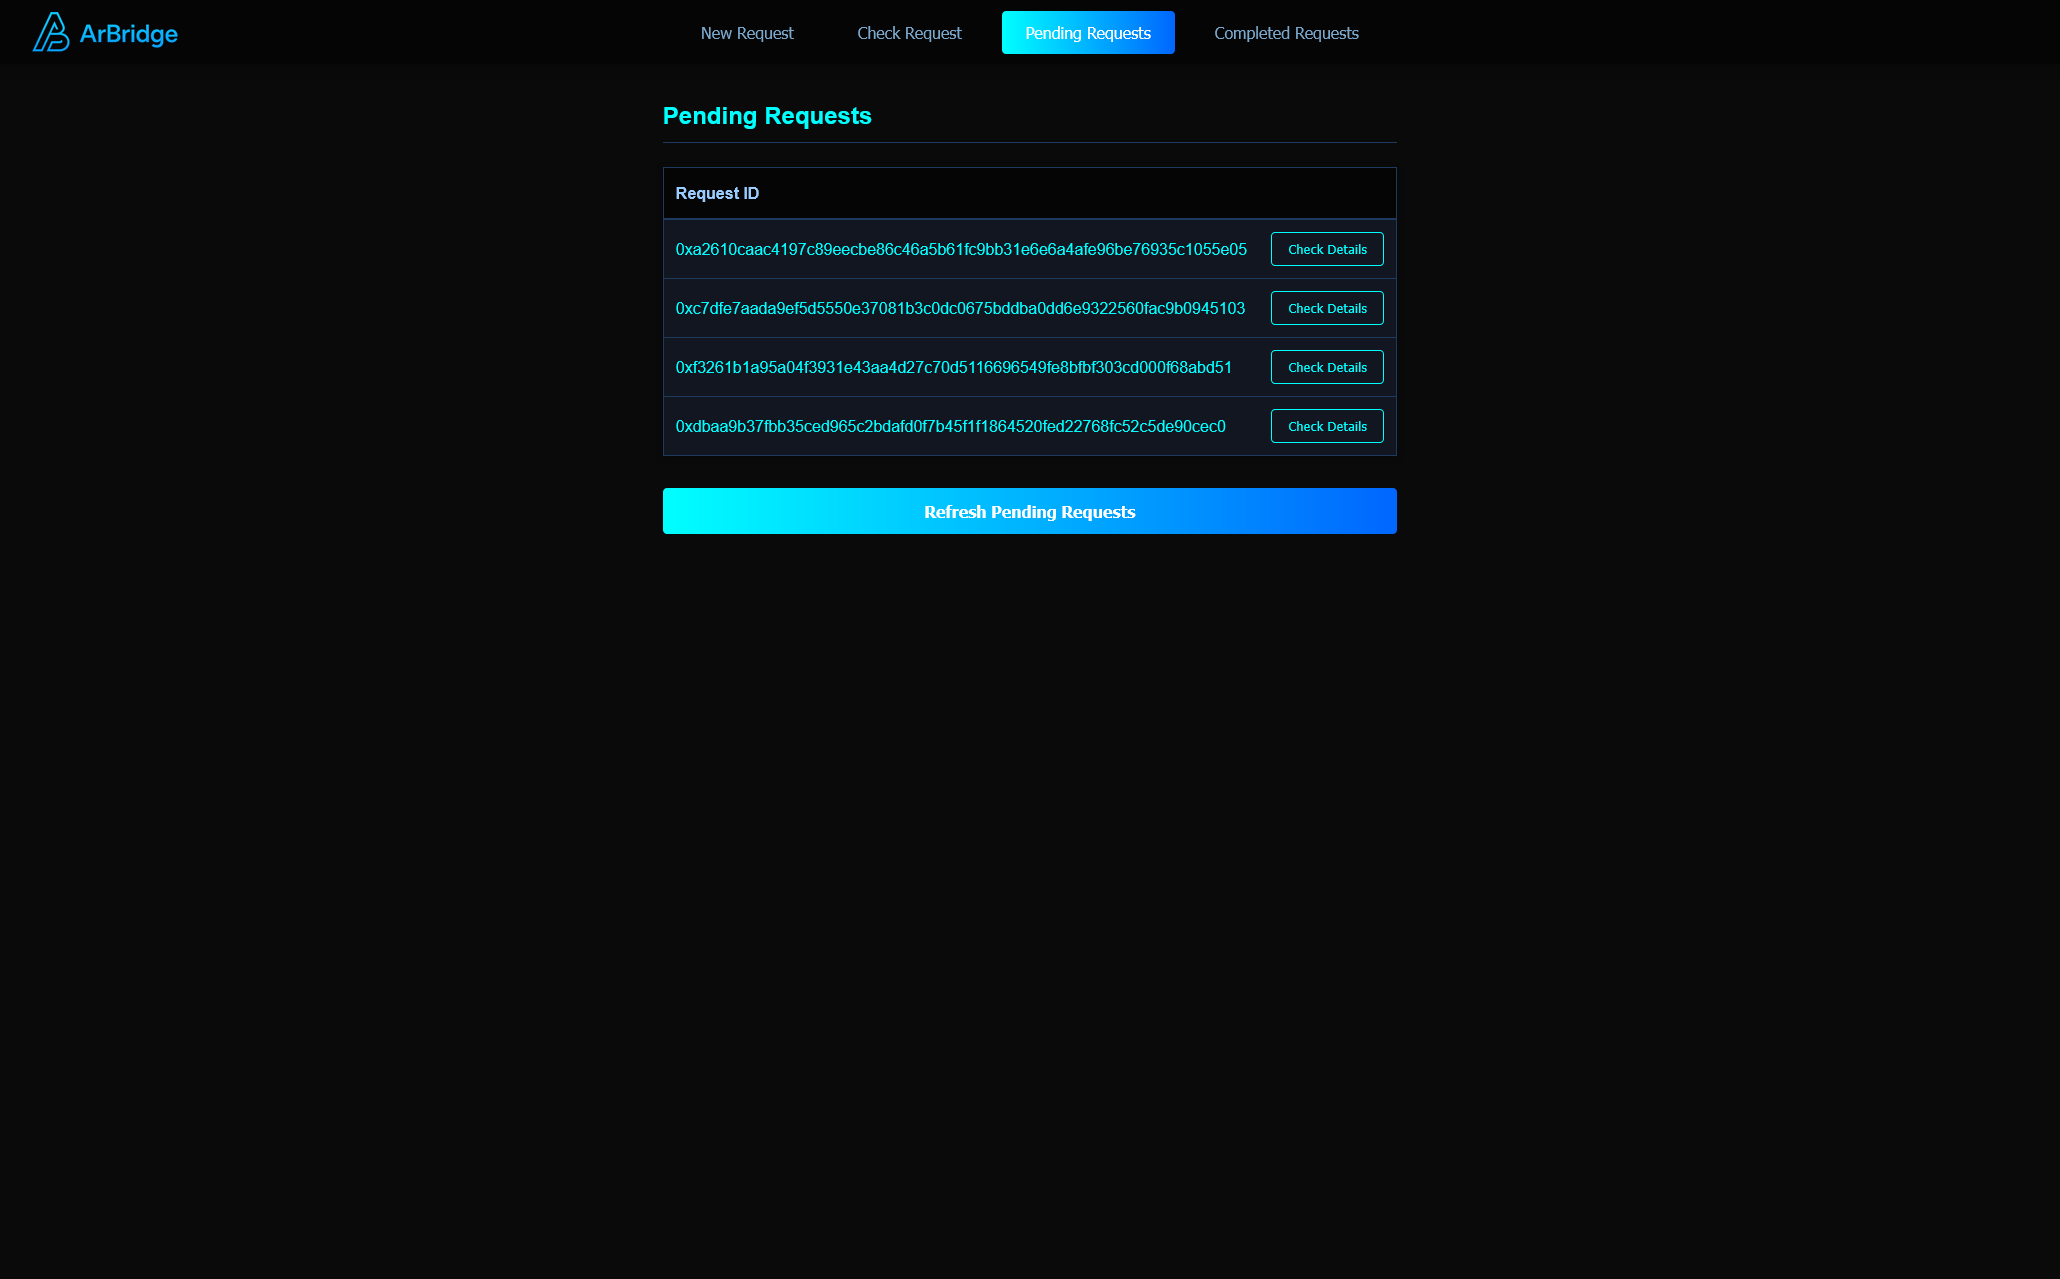 ArBridge
New Request
Check Request
Pending Requests
Completed Requests
Pending Requests
Request ID
0xa2610caac4197c89eecbe86c46a5b61fc9bb31e6e6a4afe96be76935c1055e05 Check Details
0xc7dfe7aada9ef5d5550e37081b3c0dc0675bddba0dd6e9322560fac9b0945103 Check Details
0xf3261b1a95a04f3931e43aa4d27c70d5116696549fe8bfbf303cd000f68abd51 Check Details
0xdbaa9b37fbb35ced965c2bdafd0f7b45f1f1864520fed22768fc52c5de90cec0 Check Details
Refresh Pending Requests